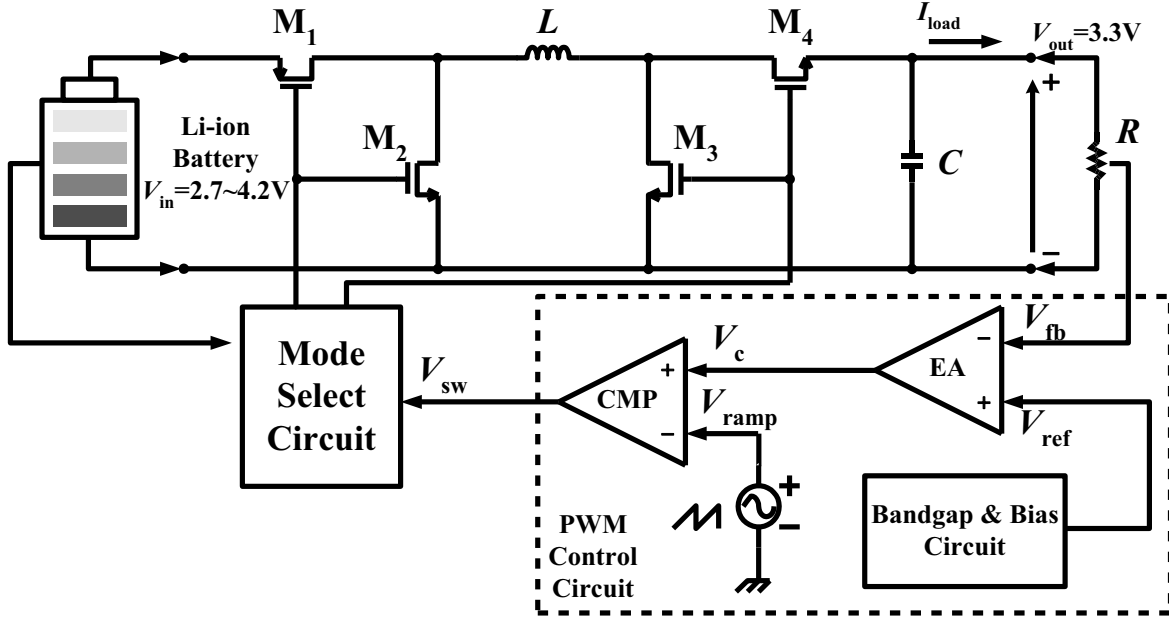 M1
L
M4
Iload
Vout=3.3V
+
Li-ion
Battery
Vin=2.7~4.2V
M2
M3
C
R
−
Mode
Select
Circuit
Vsw
CMP
+
−
Vc
Vramp
EA
−
+
Vfb
Vref
+
−
PWM
Control
Circuit
Bandgap & Bias
Circuit